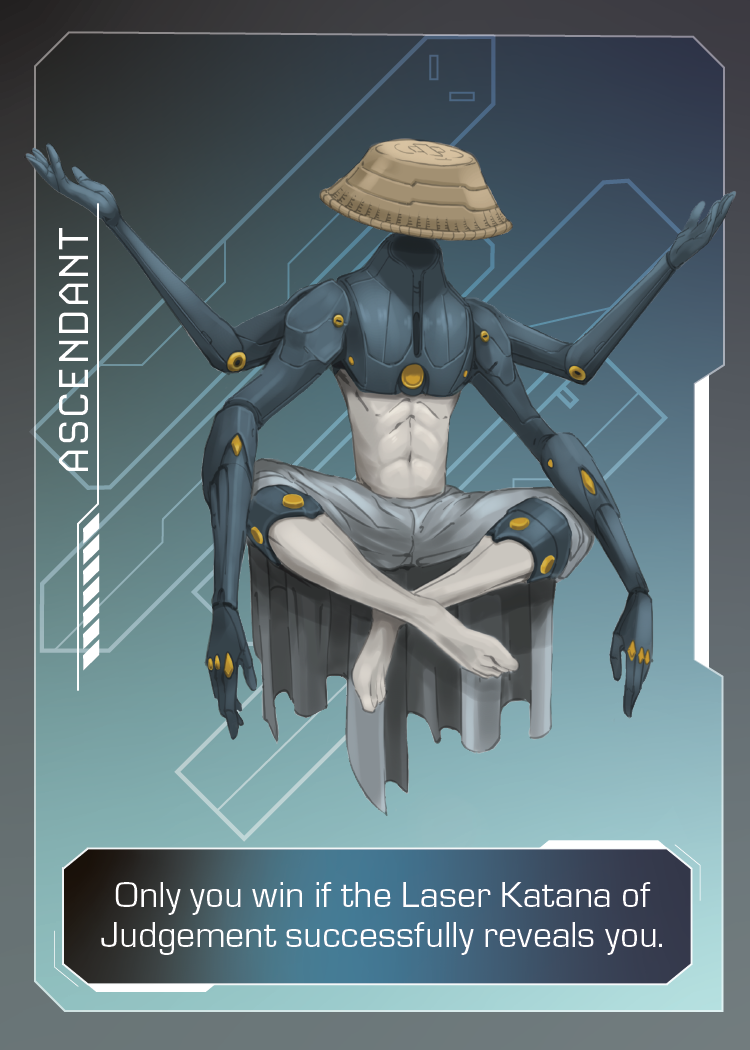 ASCENDANT
Only you win if the Laser Katana of
Judgement successfully reveals you.